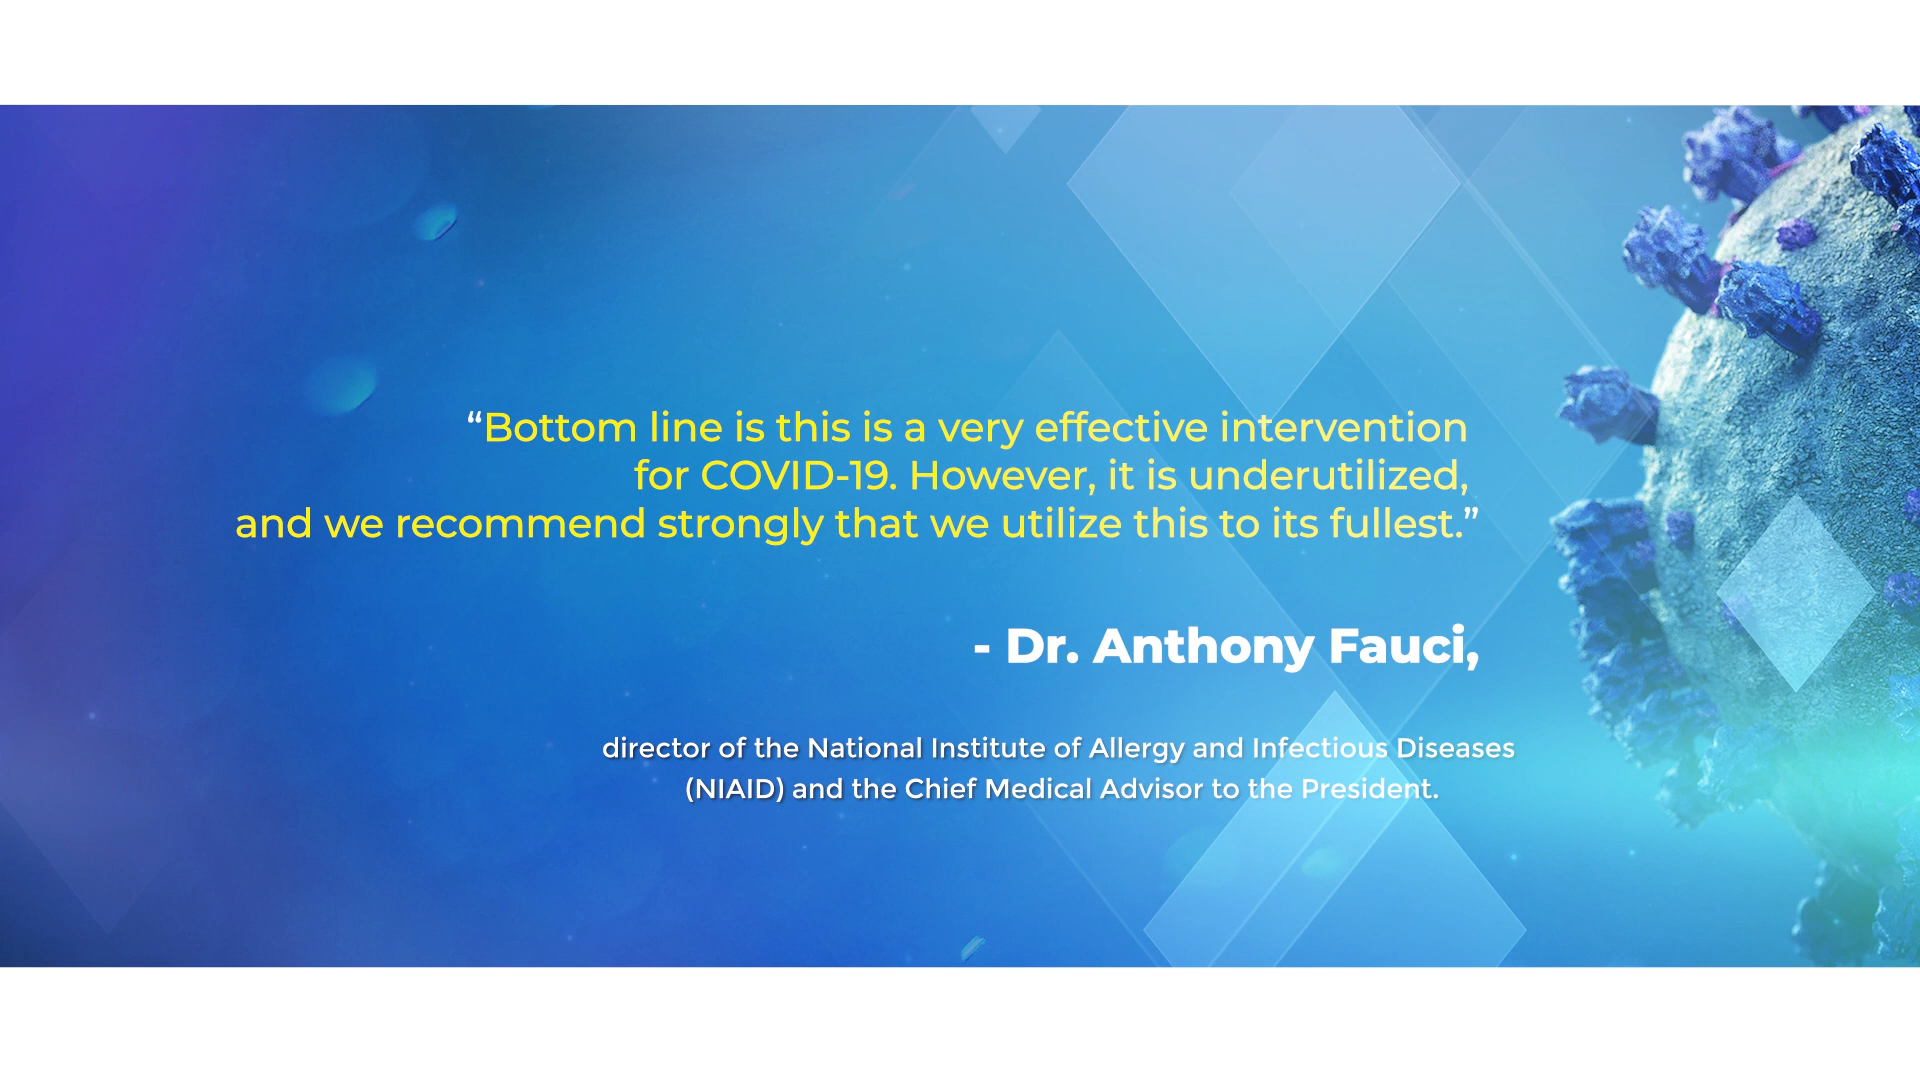 “Bottom line is this is a very effective intervention
for COVID-19. However, it is underutilized,
and we recommend strongly that we utilize this to its fullest.”
- Dr. Anthony Fauci,
director of the National Institute of Allergy and Infectious Diseases
(NIAID) and the Chief Medical Advisor to the President.